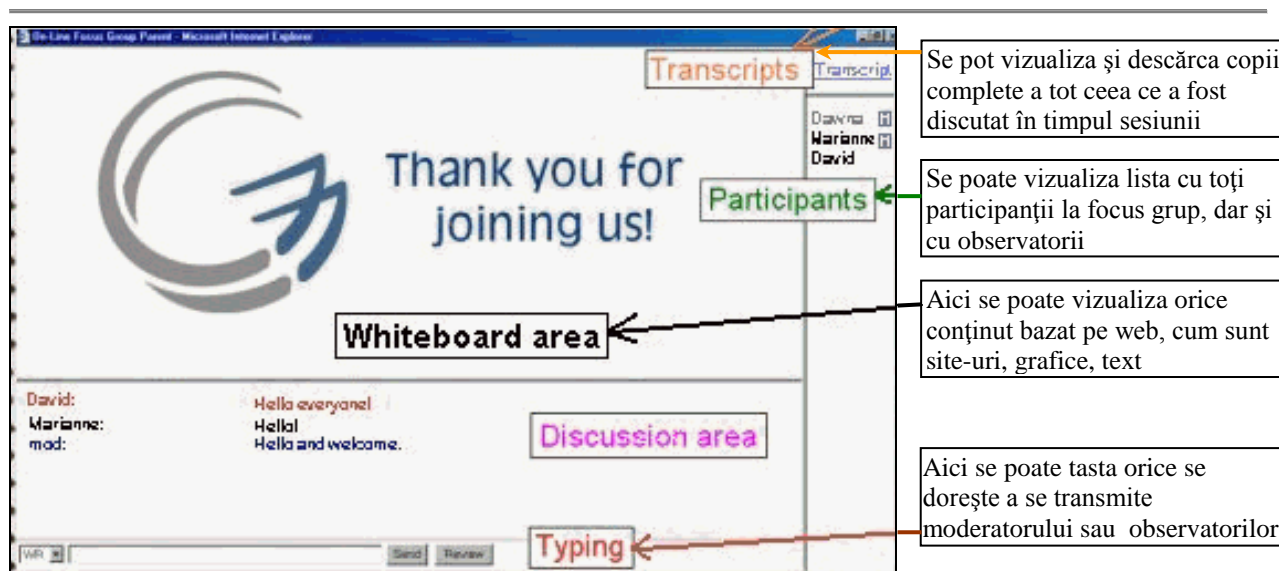 On-Line Focus Group Parent - Microsoft Internet Explorer
Transcripts
Transcript
Dawna
Marianne
David
Thank you for
joining us!
Participants
Whiteboard area
David: Hello everyone!
Marianne: Hello!
mod: Hello and welcome.
Discussion area
Typing
WR
Send
Review
Se pot vizualiza şi descărca copii
complete a tot ceea ce a fost
discutat în timpul sesiunii
Se poate vizualiza lista cu toţi
participanţii la focus grup, dar şi
cu observatorii
Aici se poate vizualiza orice
conţinut bazat pe web, cum sunt
site-uri, grafice, text
Aici se poate tasta orice se
doreşte a se transmite
moderatorului sau observatorilor